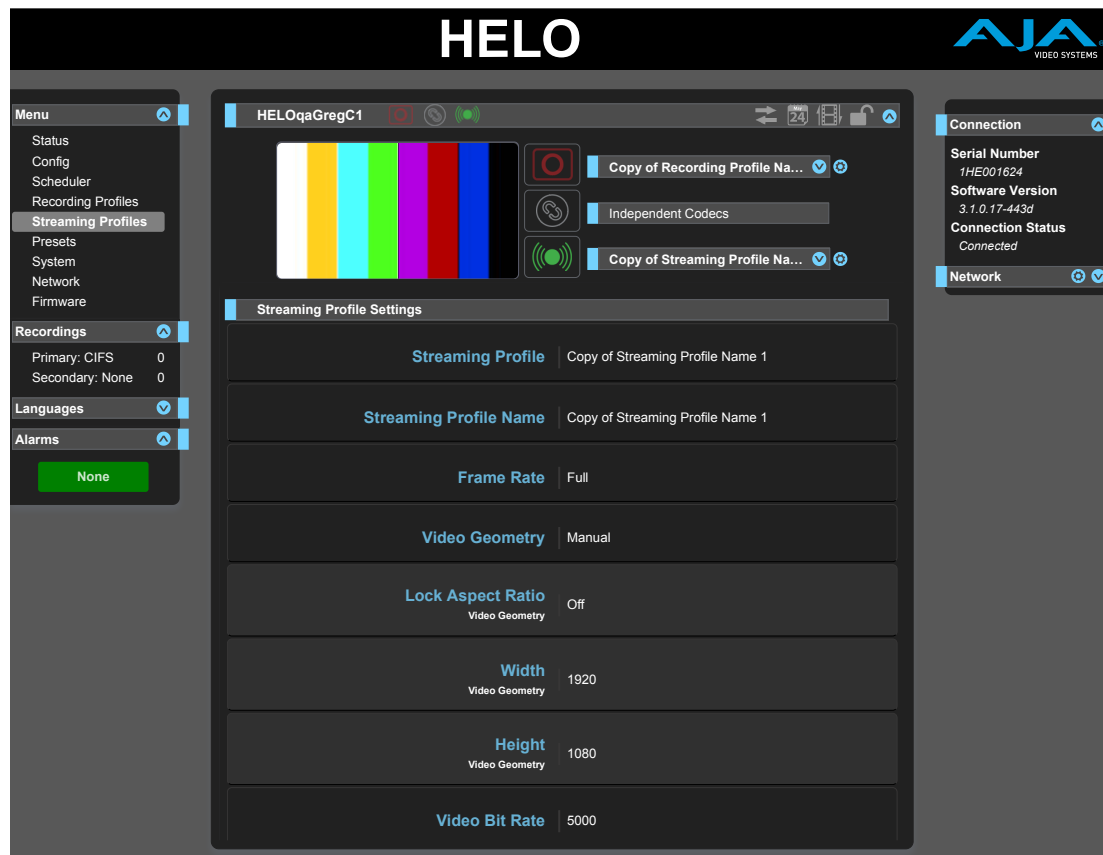 HELO
AJA
VIDEO SYSTEMS
Menu
Status
Config
Scheduler
Recording Profiles
Streaming Profiles
Presets
System
Network
Firmware
Recordings
Primary: CIFS 0
Secondary: None 0
Languages
Alarms
None
HELOqaGregC1
May
24
Copy of Recording Profile Na...
Independent Codecs
Copy of Streaming Profile Na...
Streaming Profile Settings
Streaming Profile Copy of Streaming Profile Name 1
Streaming Profile Name Copy of Streaming Profile Name 1
Frame Rate Full
Video Geometry Manual
Lock Aspect Ratio
Video Geometry
Off
Width
Video Geometry
1920
Height
Video Geometry
1080
Video Bit Rate 5000
Connection
Serial Number
1HE001624
Software Version
3.1.0.17-443d
Connection Status
Connected
Network